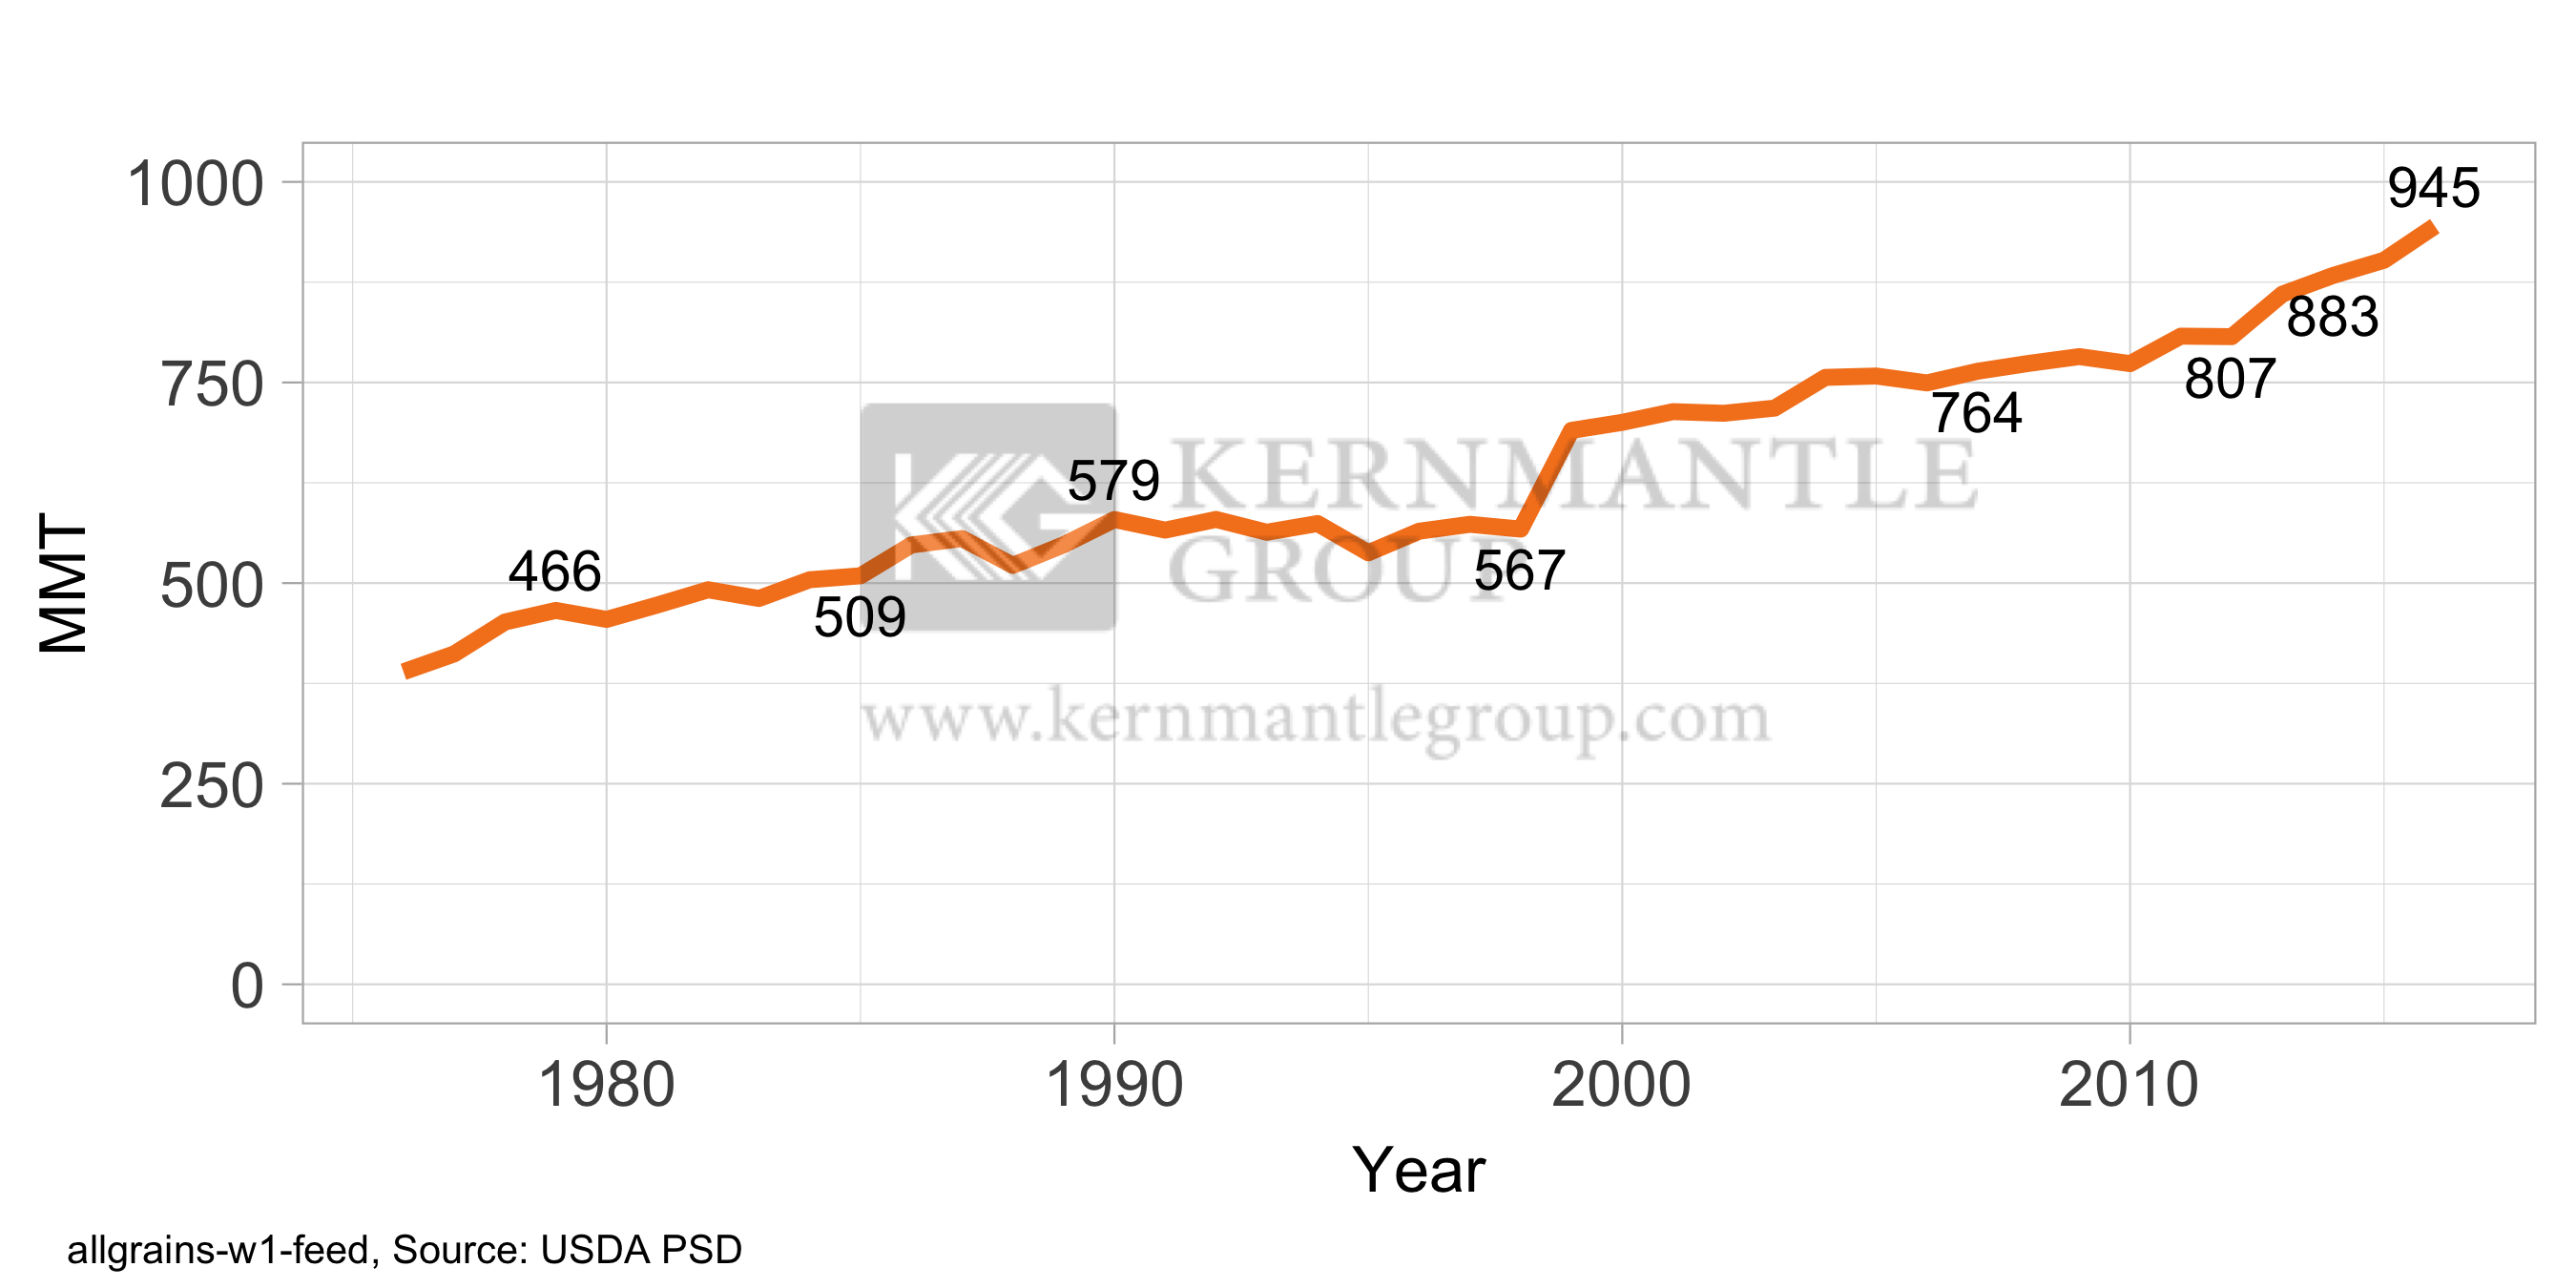 1000
750
500
250
0
MMT
466
509
579
567
764
807
883
945
KG
KERNMANTLE
GROUP
www.kernmantlegroup.com
1980 1990 2000 2010
Year
allgrains-w1-feed, Source: USDA PSD